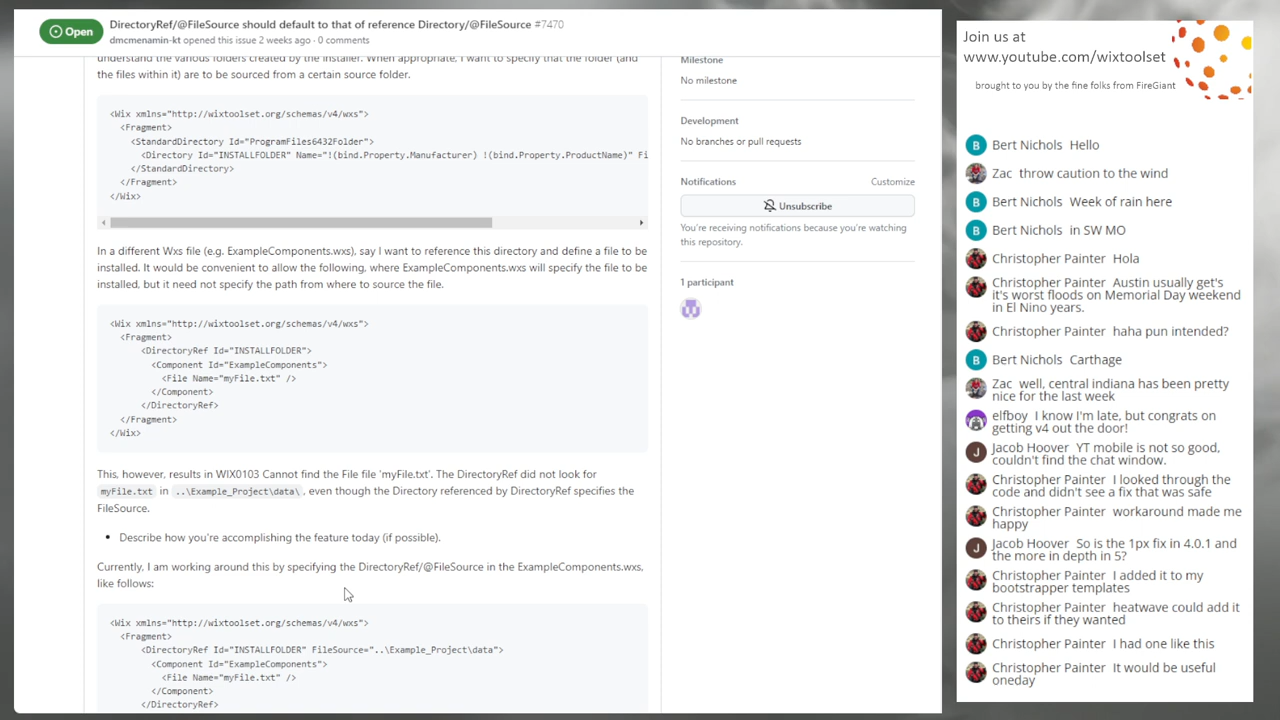 Open
DirectoryRef/@FileSource should default to that of reference Directory/@FileSource #7470
dmcmenamin-kt opened this issue 2 weeks ago · 0 comments
understand the various folders created by the installer. When appropriate, I want to specify that the folder (and
the files within it) are to be sourced from a certain source folder.
<Wix xmlns="http://wixtoolset.org/schemas/v4/wxs">
<Fragment>
<StandardDirectory Id="ProgramFiles6432Folder">
<Directory Id="INSTALLFOLDER" Name="!(bind.Property.Manufacturer) !(bind.Property.ProductName)" Fi
</StandardDirectory>
</Fragment>
</Wix>
In a different Wxs file (e.g. ExampleComponents.wxs), say I want to reference this directory and define a file to be
installed. It would be convenient to allow the following, where ExampleComponents.wxs will specify the file to be
installed, but it need not specify the path from where to source the file.
<Wix xmlns="http://wixtoolset.org/schemas/v4/wxs">
<Fragment>
<DirectoryRef Id="INSTALLFOLDER">
<Component Id="ExampleComponents">
<File Name="myFile.txt" />
</Component>
</DirectoryRef>
</Fragment>
</Wix>
This, however, results in WIX0103 Cannot find the File file 'myFile.txt'. The DirectoryRef did not look for
myFile.txt in ..\Example_Project\data\ , even though the Directory referenced by DirectoryRef specifies the
FileSource.
• Describe how you're accomplishing the feature today (if possible).
Currently, I am working around this by specifying the DirectoryRef/@FileSource in the ExampleComponents.wxs,
like follows:
<Wix xmlns="http://wixtoolset.org/schemas/v4/wxs">
<Fragment>
<DirectoryRef Id="INSTALLFOLDER" FileSource="..\Example_Project\data">
<Component Id="ExampleComponents">
<File Name="myFile.txt" />
</Component>
</DirectoryRef>
Milestone
No milestone
Development
No branches or pull requests
Notifications
Customize
Unsubscribe
You're receiving notifications because you're watching
this repository.
1 participant
Join us at
www.youtube.com/wixtoolset
brought to you by the fine folks from FireGiant
B Bert Nichols Hello
Zac throw caution to the wind
B Bert Nichols Week of rain here
B Bert Nichols in SW MO
Christopher Painter Hola
Christopher Painter Austin usually get's
it's worst floods on Memorial Day weekend
in El Nino years.
Christopher Painter haha pun intended?
B Bert Nichols Carthage
Zac well, central indiana has been pretty
nice for the last week
elfboy I know I'm late, but congrats on
getting v4 out the door!
J Jacob Hoover YT mobile is not so good,
couldn't find the chat window.
Christopher Painter I looked through the
code and didn't see a fix that was safe
Christopher Painter workaround made me
happy
J Jacob Hoover So is the 1px fix in 4.0.1 and
the more in depth in 5?
Christopher Painter I added it to my
bootstrapper templates
Christopher Painter heatwave could add it
to theirs if they wanted
Christopher Painter I had one like this
Christopher Painter It would be useful
oneday